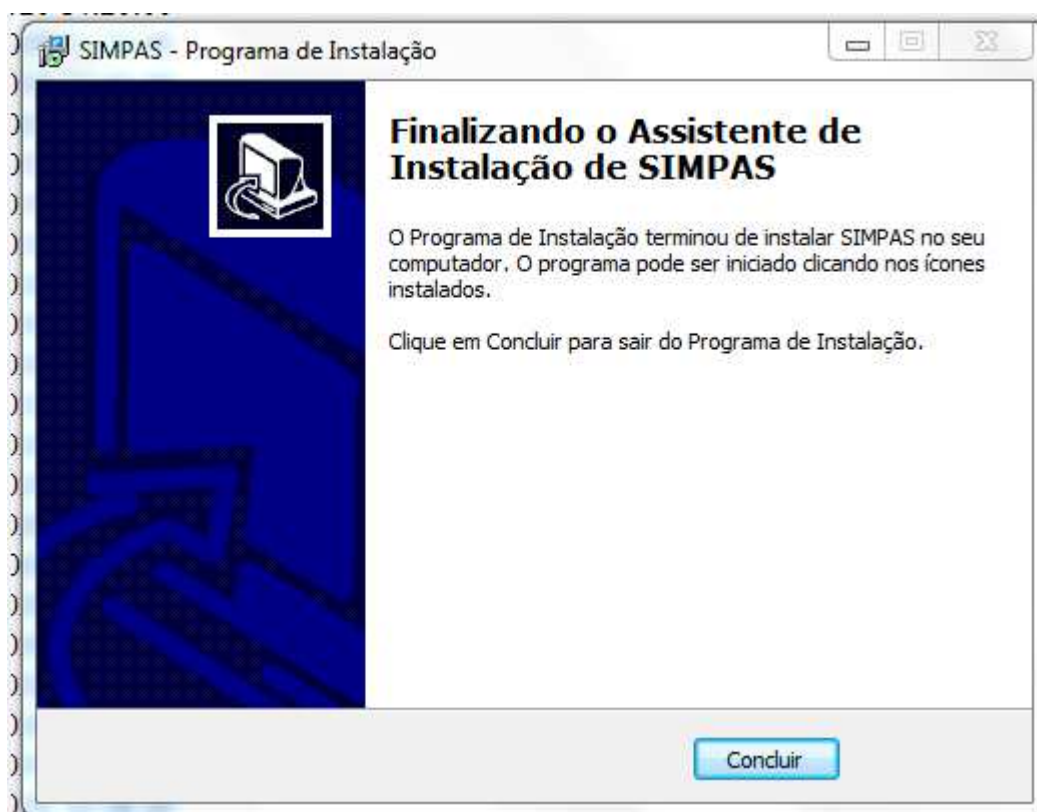 SIMPAS - Programa de Instalação
Finalizando o Assistente de
Instalação de SIMPAS
O Programa de Instalação terminou de instalar SIMPAS no seu
computador. O programa pode ser iniciado clicando nos ícones
instalados.
Clique em Concluir para sair do Programa de Instalação.
Concluir